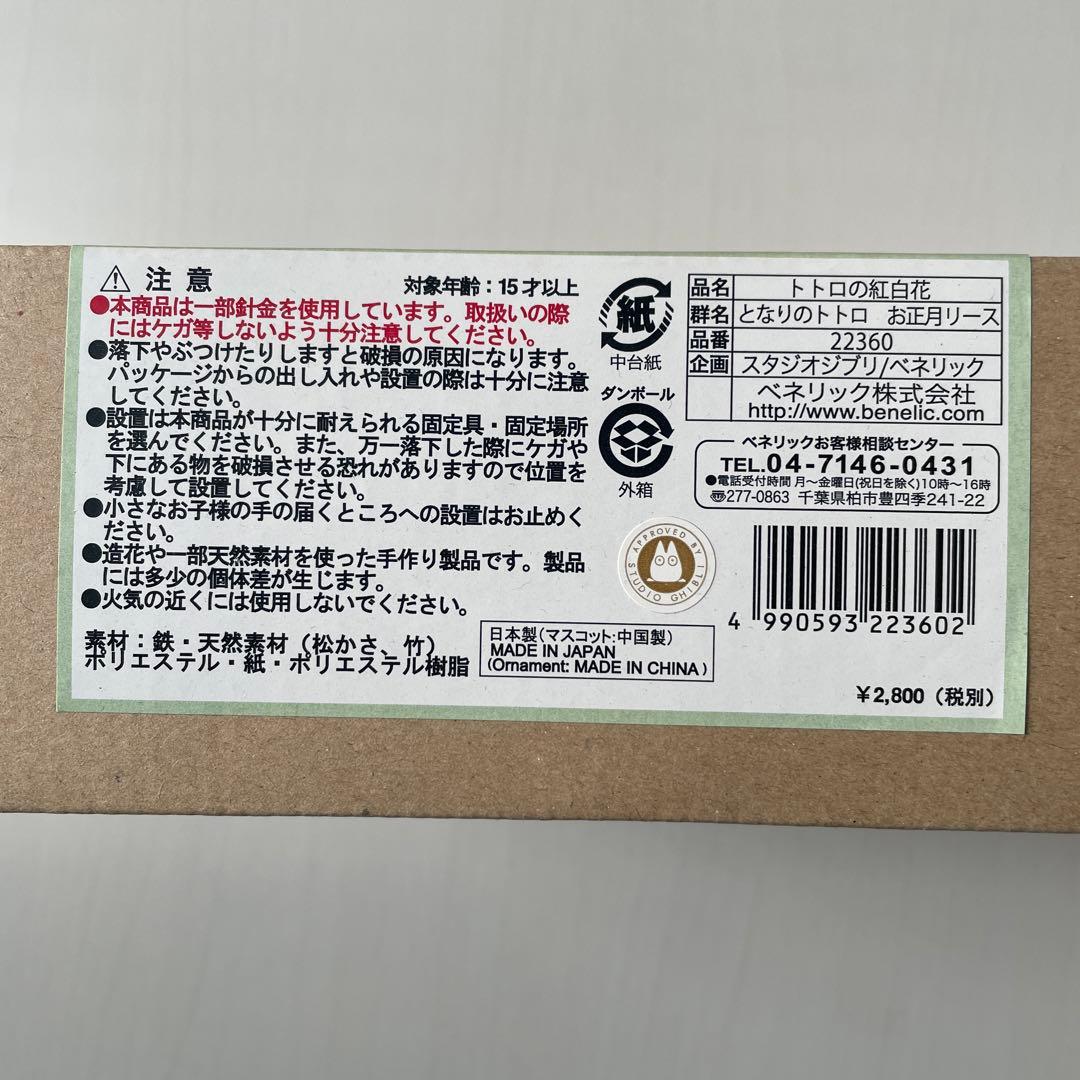 注意
対象年齢：15才以上
●本商品は一部針金を使用しています。取扱いの際
にはケガ等しないよう十分注意してください。
●落下やぶつけたりしますと破損の原因になります。
パッケージからの出し入れや設置の際は十分に注意
してください。
●設置は本商品が十分に耐えられる固定具・固定場所
を選んでください。また、万一落下した際にケガや
下にある物を破損させる恐れがありますので位置を
考慮して設置してください。
●小さなお子様の手の届くところへの設置はお止めく
ださい。
●造花や一部天然素材を使った手作り製品です。製品
には多少の個体差が生じます。
●火気の近くには使用しないでください。
素材：鉄・天然素材（松かさ、竹）
ポリエステル・紙・ポリエステル樹脂
日本製（マスコット:中国製）
MADE IN JAPAN
(Ornament: MADE IN CHINA)
紙
中台紙
ダンボール
外箱
APPROVED BY
STUDIO GHIBLI
品名 トトロの紅白花
群名 となりのトトロ お正月リース
品番 22360
企画 スタジオジブリ/ベネリック
ベネリック株式会社
http://www.benelic.com
ベネリックお客様相談センター
TEL.04-7146-0431
●電話受付時間 月〜金曜日(祝日を除く)10時〜16時
〠277-0863 千葉県柏市豊四季241-22
4 990593 223602
￥2,800（税別）